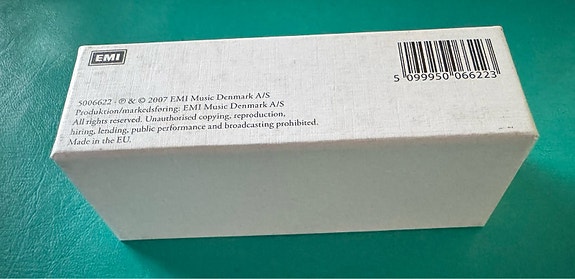 EMI
5006622 · ℗ & © 2007 EMI Music Denmark A/S
Produktion/markedsføring: EMI Music Denmark A/S
All rights reserved. Unauthorised copying, reproduction,
hiring, lending, public performance and broadcasting prohibited.
Made in the EU.
5 099950 066223